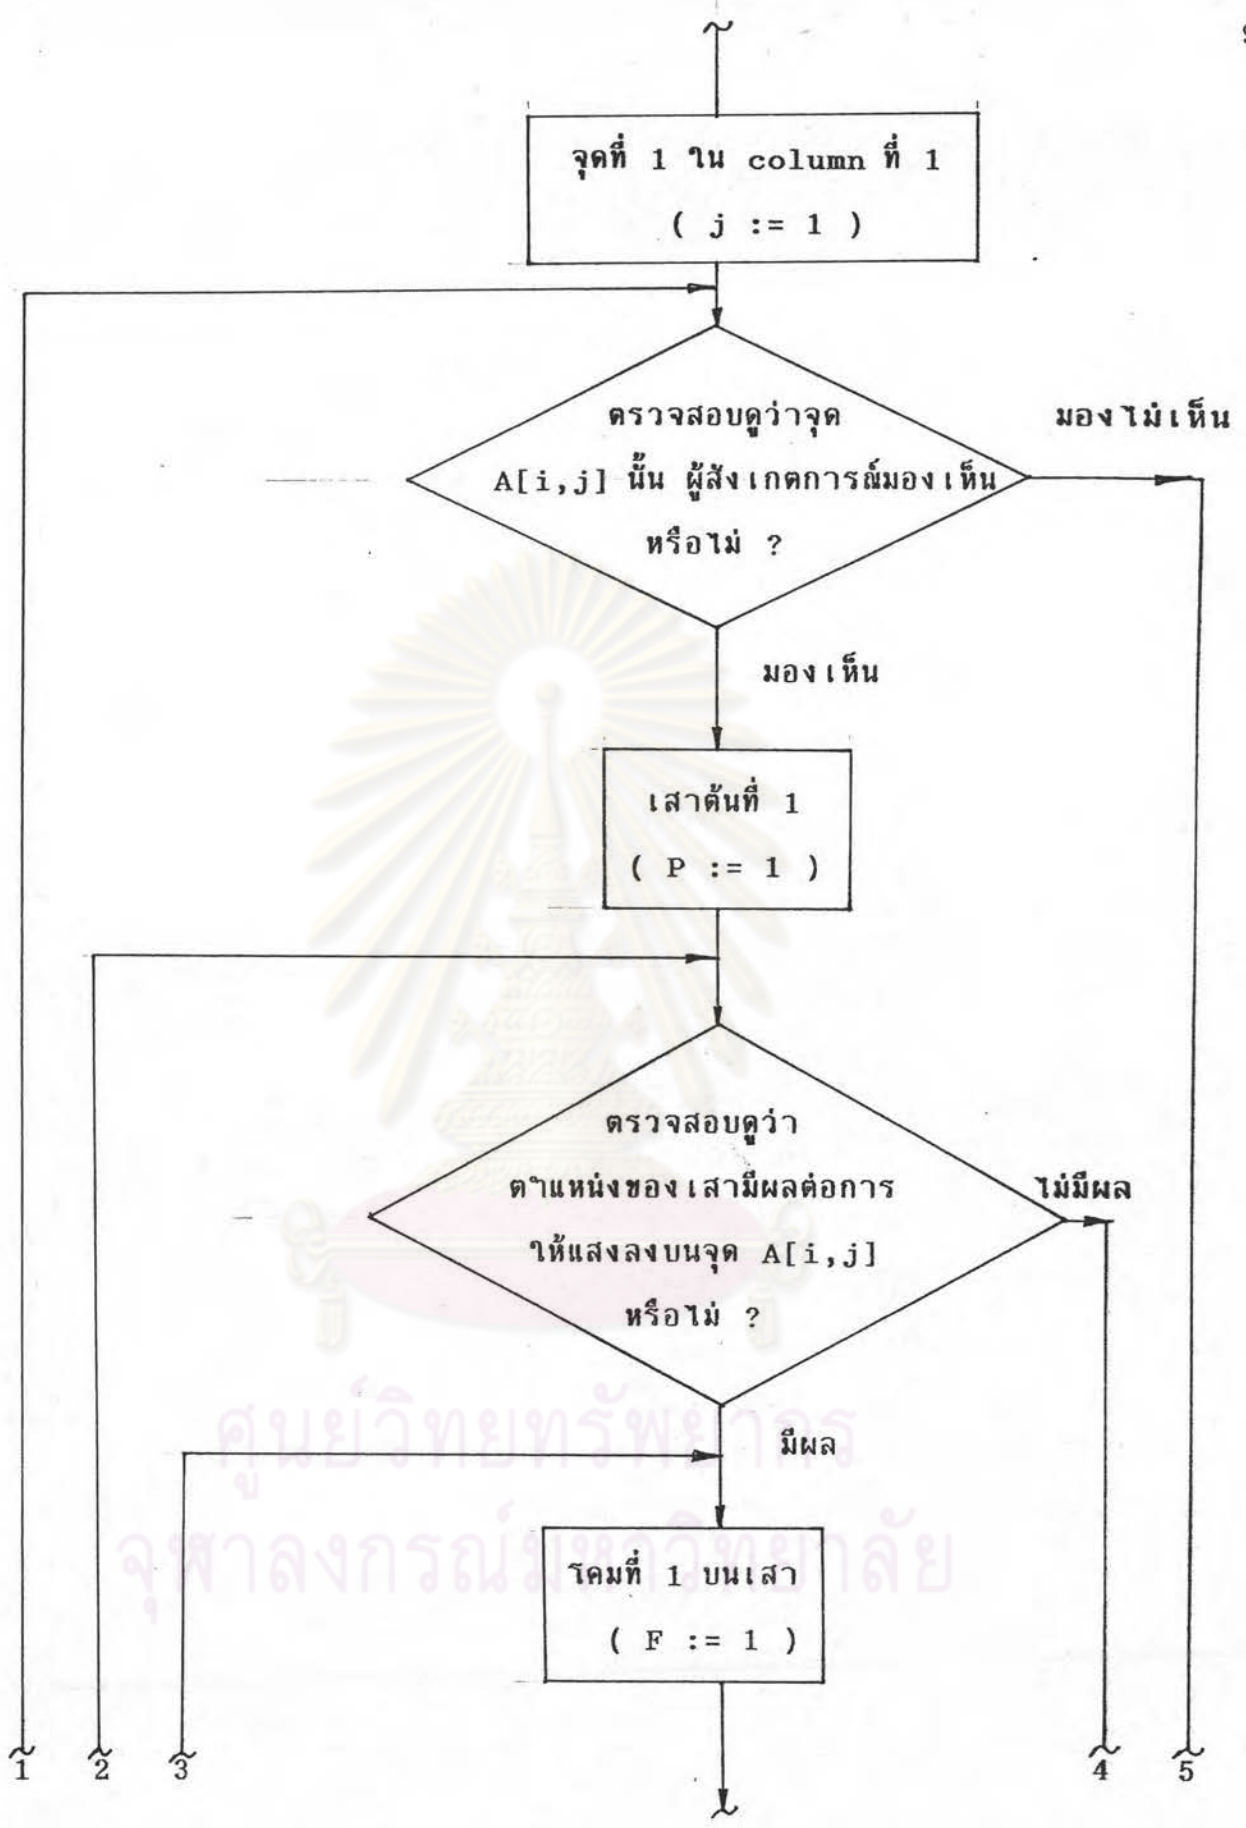 จุดที่ 1 ใน column ที่ 1
( j := 1 )
ตรวจสอบดูว่าจุด
A[i,j] นั้น ผู้สังเกตการณ์มองเห็น
หรือไม่ ?
มองไม่เห็น
มองเห็น
เสาต้นที่ 1
( P := 1 )
ตรวจสอบดูว่า
ตำแหน่งของเสามีผลต่อการ
ให้แสงลงบนจุด A[i,j]
หรือไม่ ?
ไม่มีผล
มีผล
โคมที่ 1 บนเสา
( F := 1 )
1 2 3 4 5
ศูนย์วิทยทรัพยากร
จุฬาลงกรณ์มหาวิทยาลัย